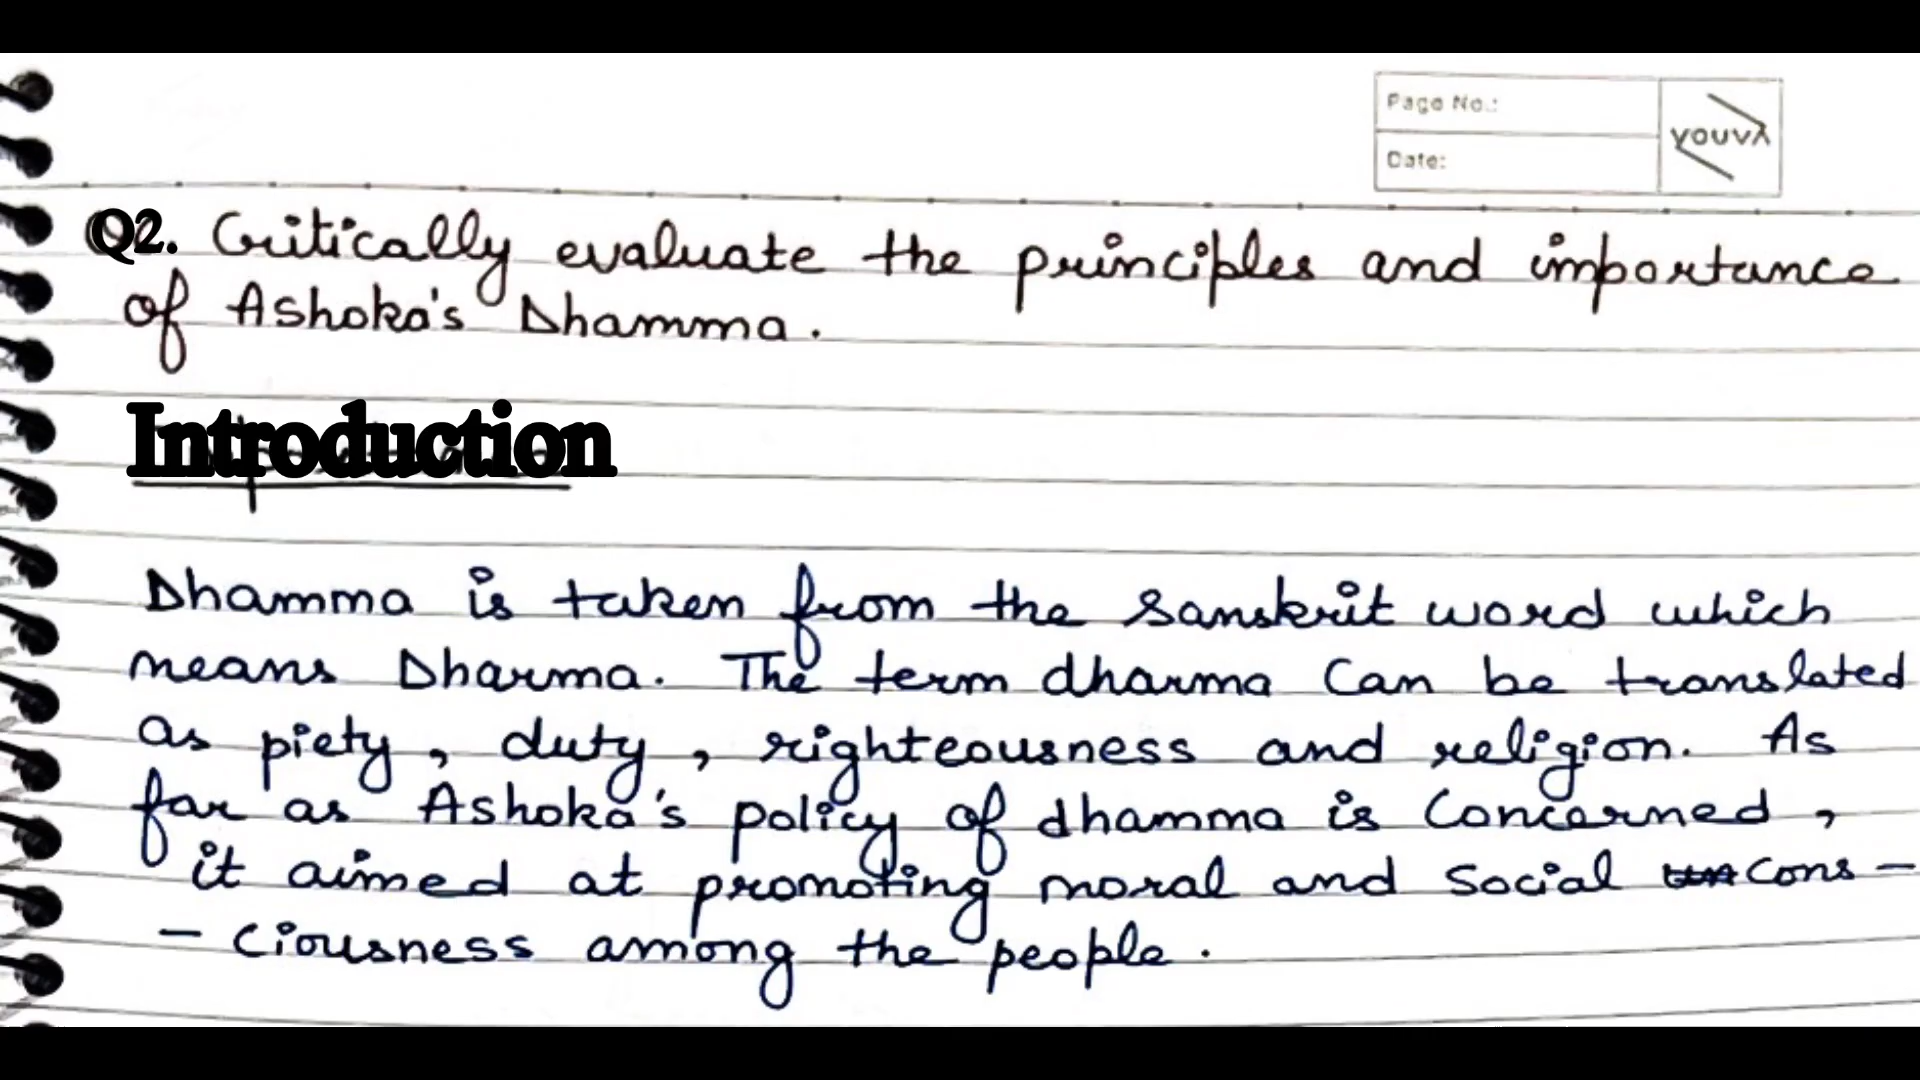 Page No.:
Date:
YOUVA
Q2. Critically evaluate the principles and importance
of Ashoka's Dhamma.
Introduction
Dhamma is taken from the Sanskrit word which
means Dharma. The term dharma can be translated
as piety, duty, righteousness and religion. As
far as Ashoka's policy of dhamma is concerned,
it aimed at promoting moral and social cons-
- ciousness among the people.